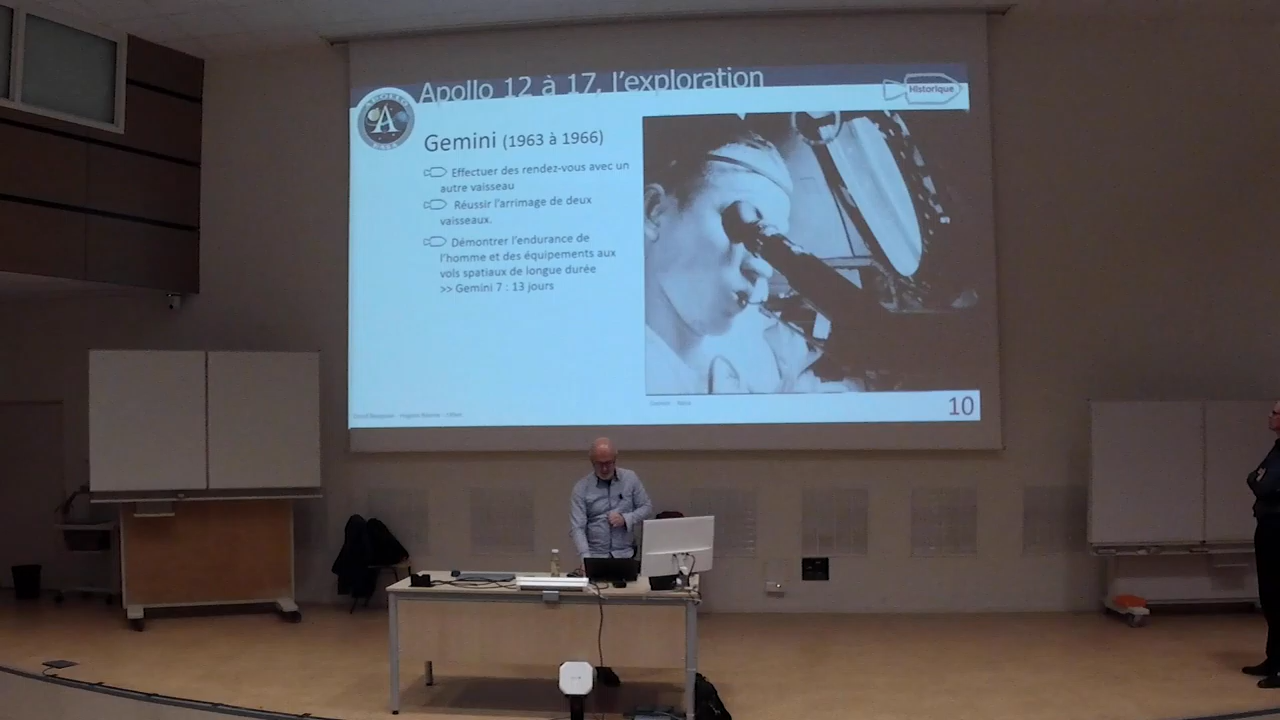 Apollo 12 à 17, l'exploration
Historique
APOLLO
A
Gemini (1963 à 1966)
Effectuer des rendez-vous avec un
autre vaisseau
Réussir l'arrimage de deux
vaisseaux.
Démontrer l'endurance de
l'homme et des équipements aux
vols spatiaux de longue durée
>> Gemini 7 : 13 jours
10